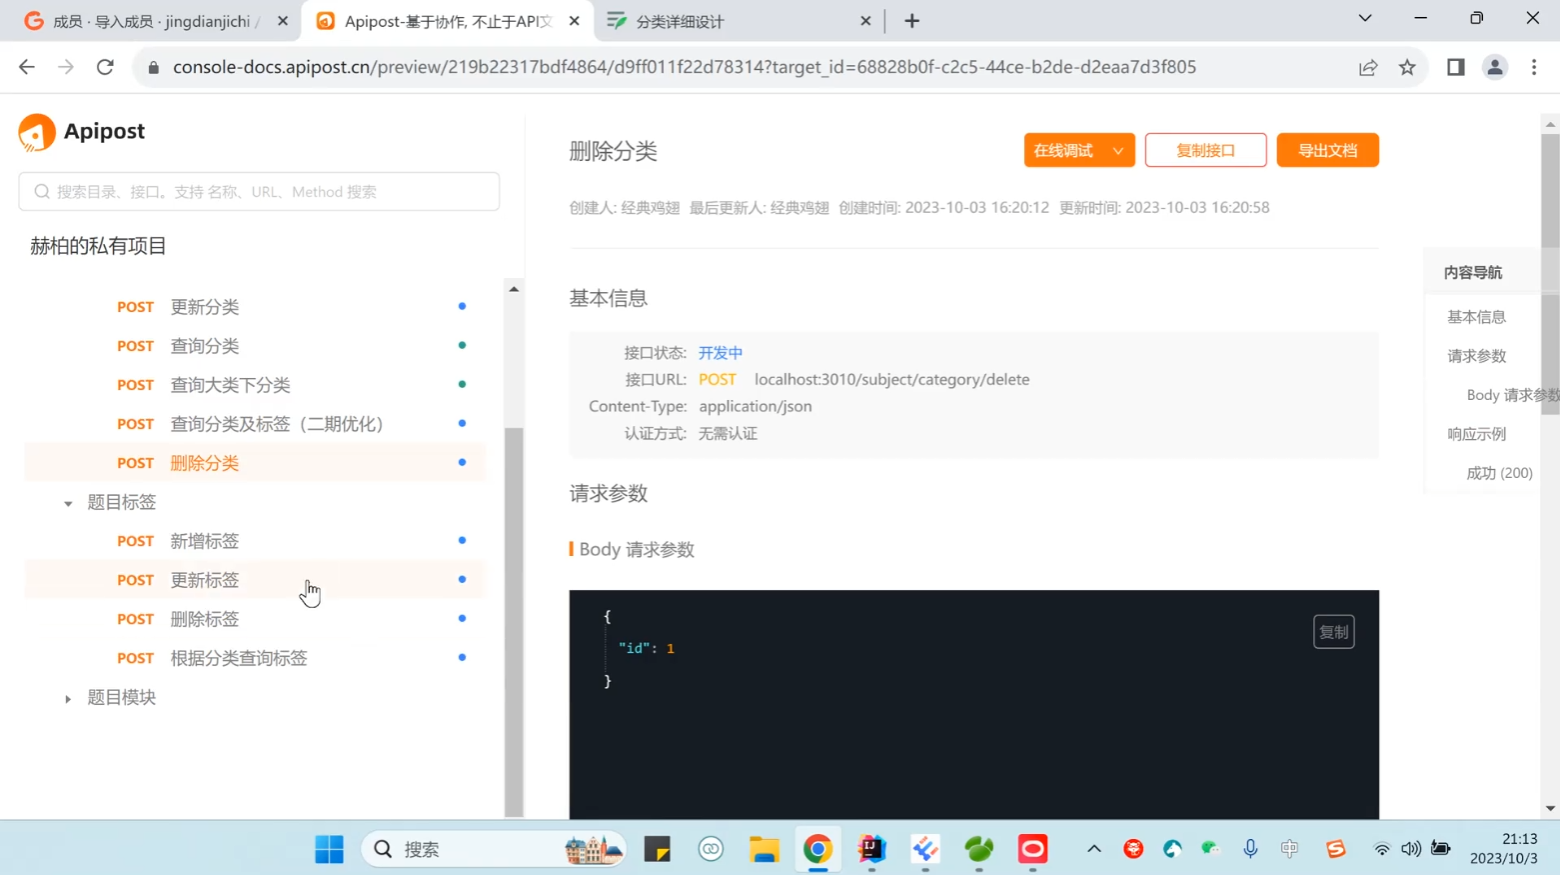 成员 · 导入成员 · jingdianjichi /
Apipost-基于协作, 不止于API文
分类详细设计
console-docs.apipost.cn/preview/219b22317bdf4864/d9ff011f22d78314?target_id=68828b0f-c2c5-44ce-b2de-d2eaa7d3f805
Apipost
搜索目录、接口。支持 名称、URL、Method 搜索
赫柏的私有项目
POST 更新分类
POST 查询分类
POST 查询大类下分类
POST 查询分类及标签（二期优化）
POST 删除分类
题目标签
POST 新增标签
POST 更新标签
POST 删除标签
POST 根据分类查询标签
题目模块
删除分类
在线调试
复制接口
导出文档
创建人: 经典鸡翅 最后更新人: 经典鸡翅 创建时间: 2023-10-03 16:20:12 更新时间: 2023-10-03 16:20:58
基本信息
接口状态: 开发中
接口URL: POST localhost:3010/subject/category/delete
Content-Type: application/json
认证方式: 无需认证
请求参数
Body 请求参数
{
"id": 1
}
复制
内容导航
基本信息
请求参数
Body 请求参数
响应示例
成功 (200)
搜索
中
21:13
2023/10/3